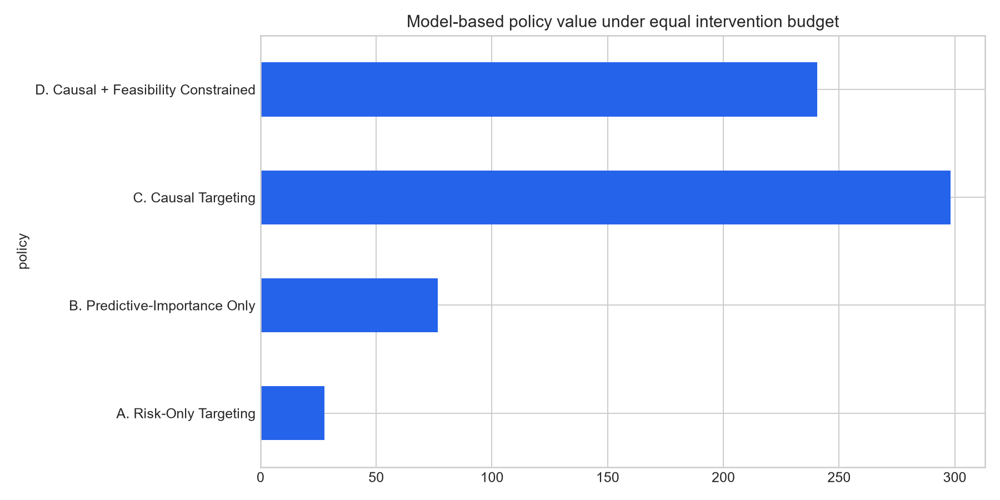 Model-based policy value under equal intervention budget
D. Causal + Feasibility Constrained
C. Causal Targeting
policy
B. Predictive-Importance Only
A. Risk-Only Targeting
0 50 100 150 200 250 300